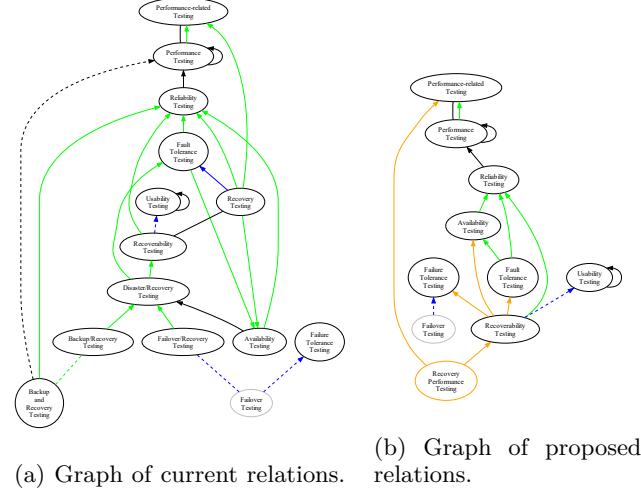 Performance-related
Testing
Performance
Testing
Reliability
Testing
Fault
Tolerance
Testing
Usability
Testing
Recovery
Testing
Recoverability
Testing
Disaster/Recovery
Testing
Backup/Recovery
Testing
Failover/Recovery
Testing
Availability
Testing
Failure
Tolerance
Testing
Backup
and
Recovery
Testing
Failover
Testing
(a) Graph of current relations.
Performance-related
Testing
Performance
Testing
Reliability
Testing
Availability
Testing
Failure
Tolerance
Testing
Fault
Tolerance
Testing
Usability
Testing
Failover
Testing
Recoverability
Testing
Recovery
Performance
Testing
(b) Graph of proposed
relations.